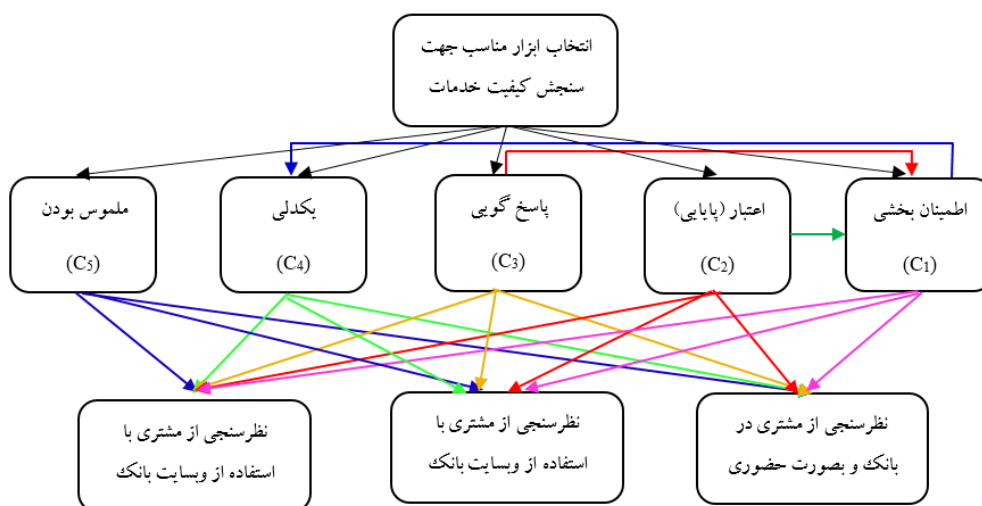 انتخاب ابزار مناسب جهت
سنجش کیفیت خدمات
اطمینان بخشی
(C1)
اعتبار (پایایی)
(C2)
پاسخ گویی
(C3)
یکدلی
(C4)
ملموس بودن
(C5)
نظرسنجی از مشتری در
بانک و بصورت حضوری
نظرسنجی از مشتری با
استفاده از وبسایت بانک
نظرسنجی از مشتری با
استفاده از وبسایت بانک